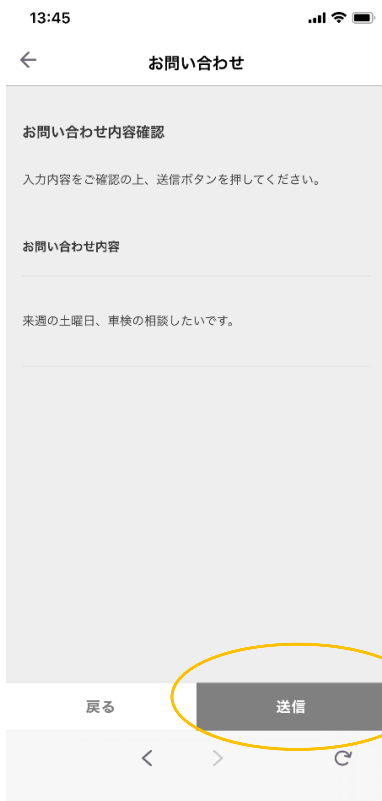 13:45
お問い合わせ
お問い合わせ内容確認
入力内容をご確認の上、送信ボタンを押してください。
お問い合わせ内容
来週の土曜日、車検の相談したいです。
戻る
送信